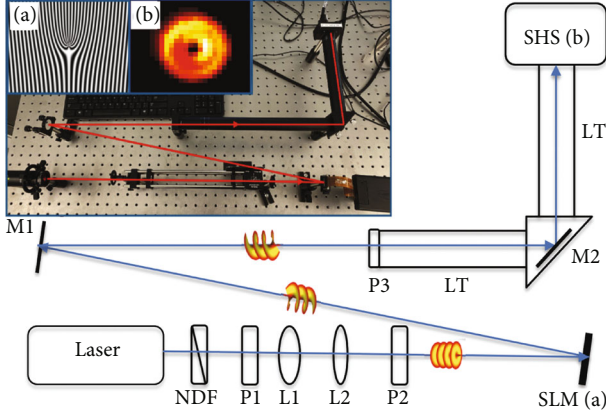 (a)
(b)
SHS (b)
LT
M1
M2
P3
LT
Laser
NDF
P1
L1
L2
P2
SLM (a)